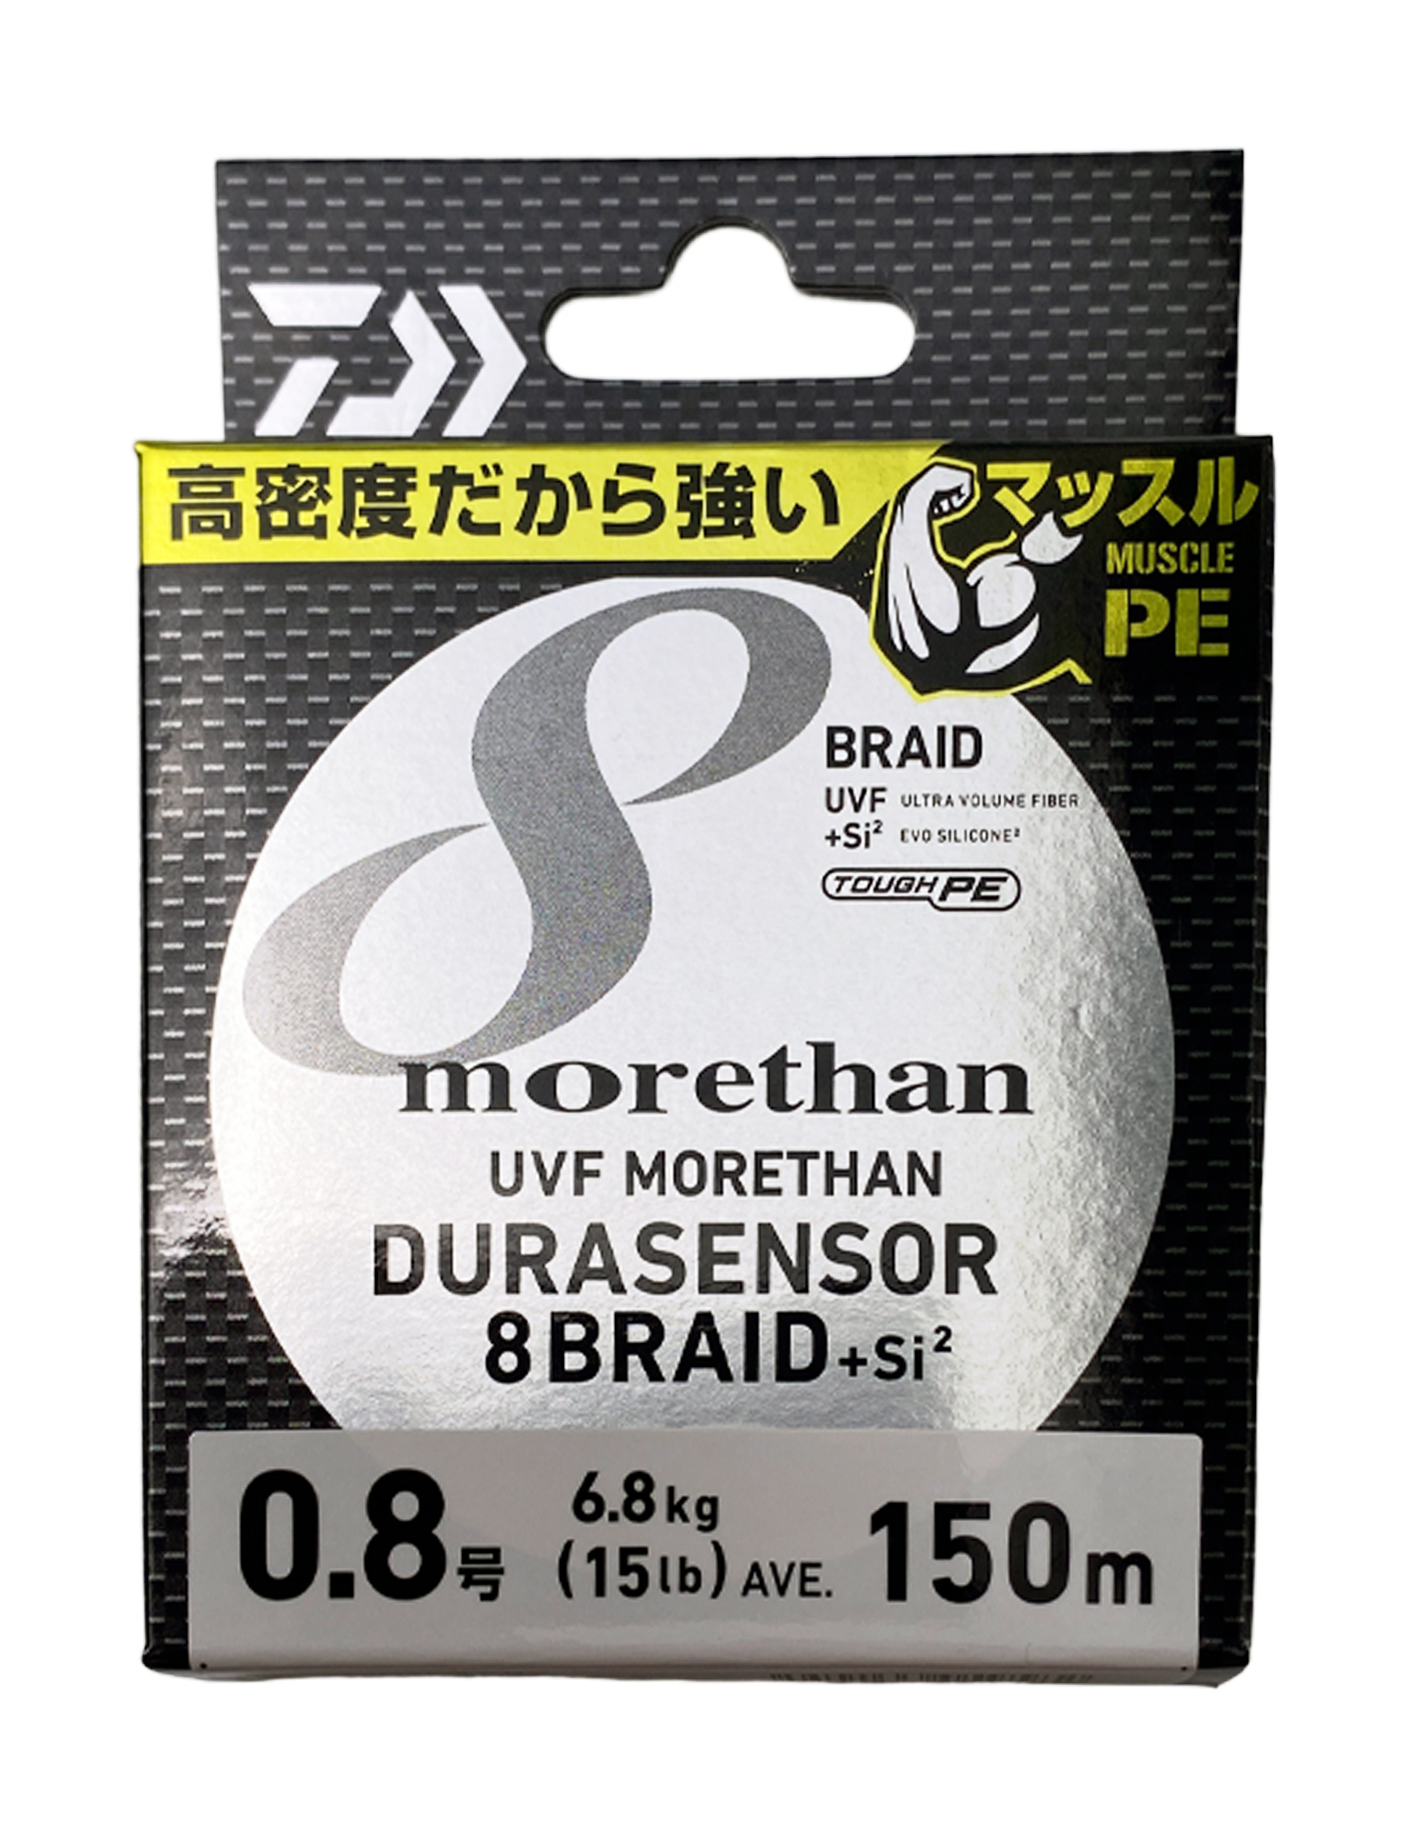 高密度だから強い
マッスル
MUSCLE
PE
8
BRAID
UVF ULTRA VOLUME FIBER
+Si² EVO SILICONE²
TOUGH PE
morethan
UVF MORETHAN
DURASENSOR
8BRAID+Si²
0.8号 6.8kg (15lb) AVE. 150m